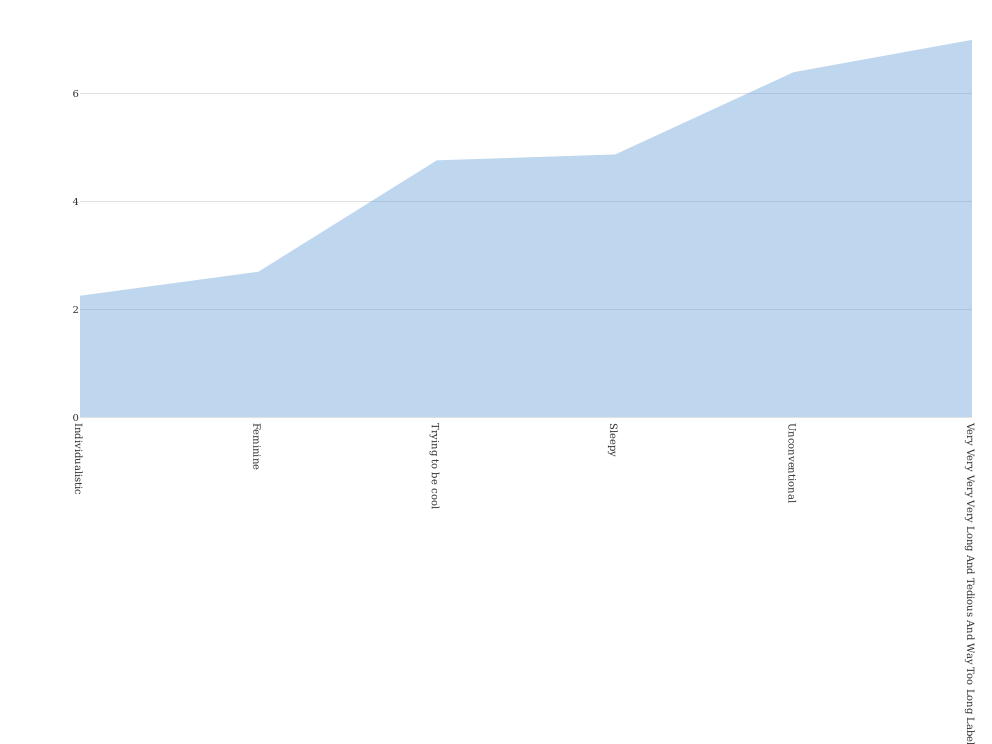 6
4
2
0
Individualistic
Feminine
Trying to be cool
Sleepy
Unconventional
Very Very Very Very Long And Tedious And Way Too Long Label